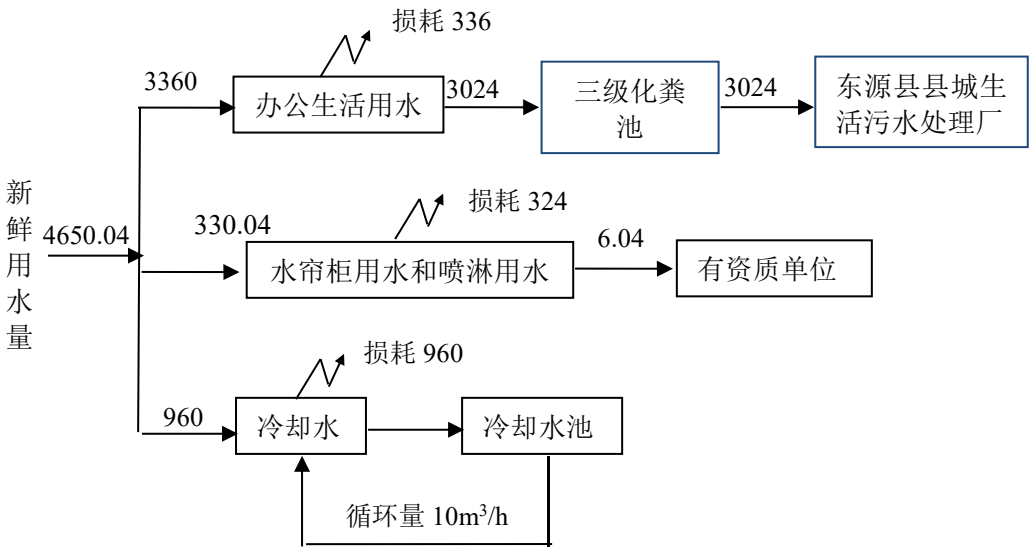 损耗 336
3360
办公生活用水
3024
三级化粪
池
3024
东源县县城生
活污水处理厂
新
鲜
用
水
量
4650.04
损耗 324
330.04
水帘柜用水和喷淋用水
6.04
有资质单位
损耗 960
960
冷却水
冷却水池
循环量 10m³/h